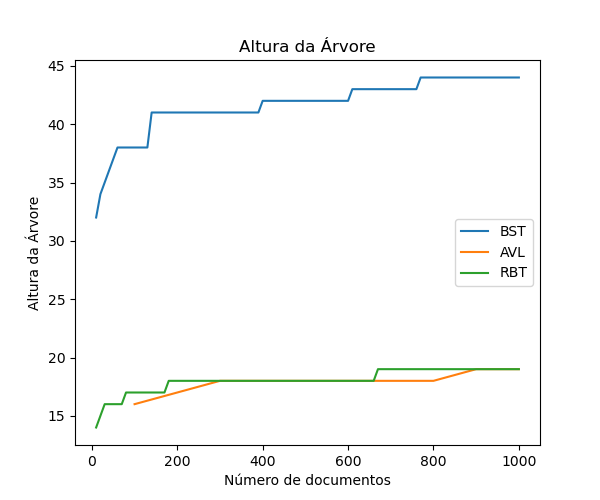 Altura da Árvore
Altura da Árvore
45
40
35
30
25
20
15
BST
AVL
RBT
0 200 400 600 800 1000
Número de documentos